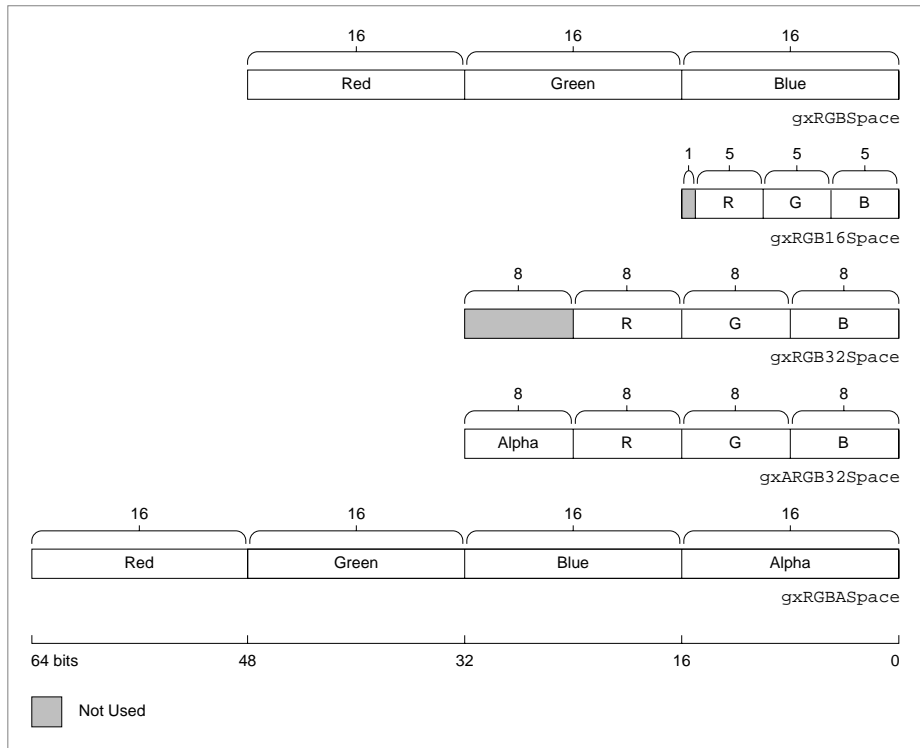 16 16 16
Red Green Blue
gxRGBSpace
1 5 5 5
R G B
gxRGB16Space
8 8 8 8
R G B
gxRGB32Space
8 8 8 8
Alpha R G B
gxARGB32Space
16 16 16 16
Red Green Blue Alpha
gxRGBASpace
64 bits 48 32 16 0
Not Used